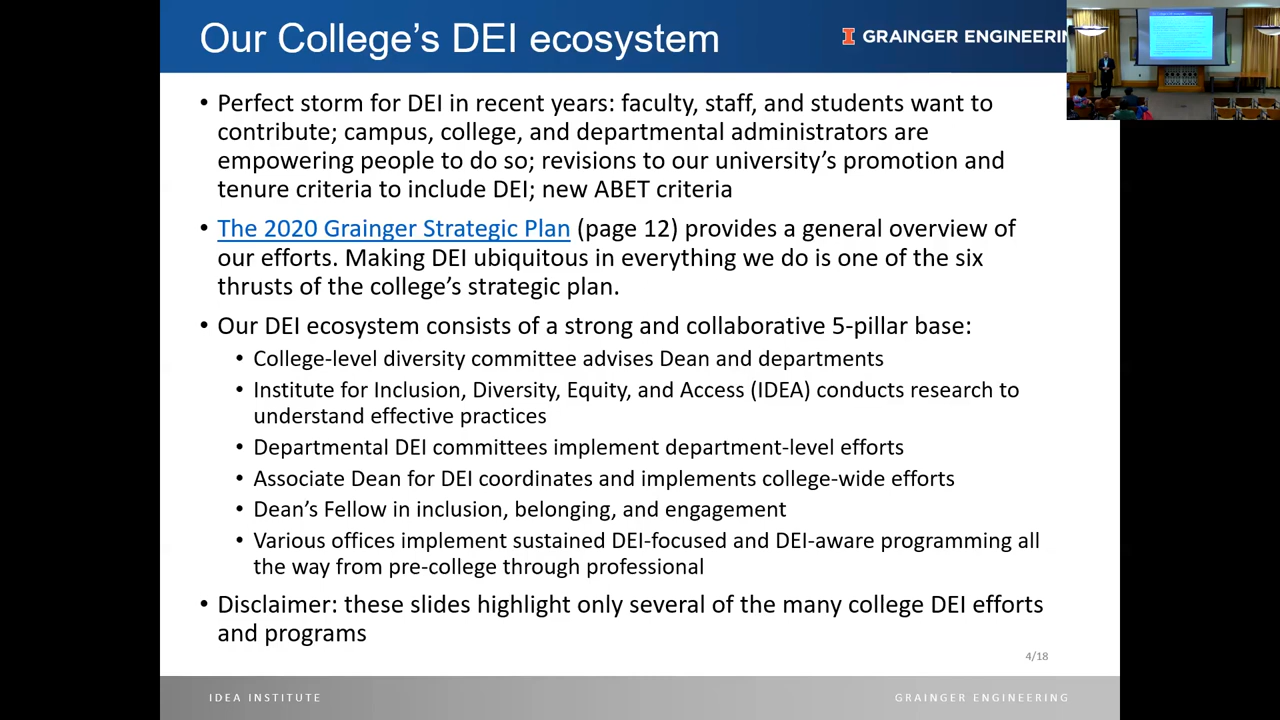 Our College's DEI ecosystem
GRAINGER ENGINEERIN
• Perfect storm for DEI in recent years: faculty, staff, and students want to
contribute; campus, college, and departmental administrators are
empowering people to do so; revisions to our university's promotion and
tenure criteria to include DEI; new ABET criteria
• The 2020 Grainger Strategic Plan (page 12) provides a general overview of
our efforts. Making DEI ubiquitous in everything we do is one of the six
thrusts of the college's strategic plan.
• Our DEI ecosystem consists of a strong and collaborative 5-pillar base:
• College-level diversity committee advises Dean and departments
• Institute for Inclusion, Diversity, Equity, and Access (IDEA) conducts research to
understand effective practices
• Departmental DEI committees implement department-level efforts
• Associate Dean for DEI coordinates and implements college-wide efforts
• Dean's Fellow in inclusion, belonging, and engagement
• Various offices implement sustained DEI-focused and DEI-aware programming all
the way from pre-college through professional
• Disclaimer: these slides highlight only several of the many college DEI efforts
and programs
4/18
IDEA INSTITUTE
GRAINGER ENGINEERING